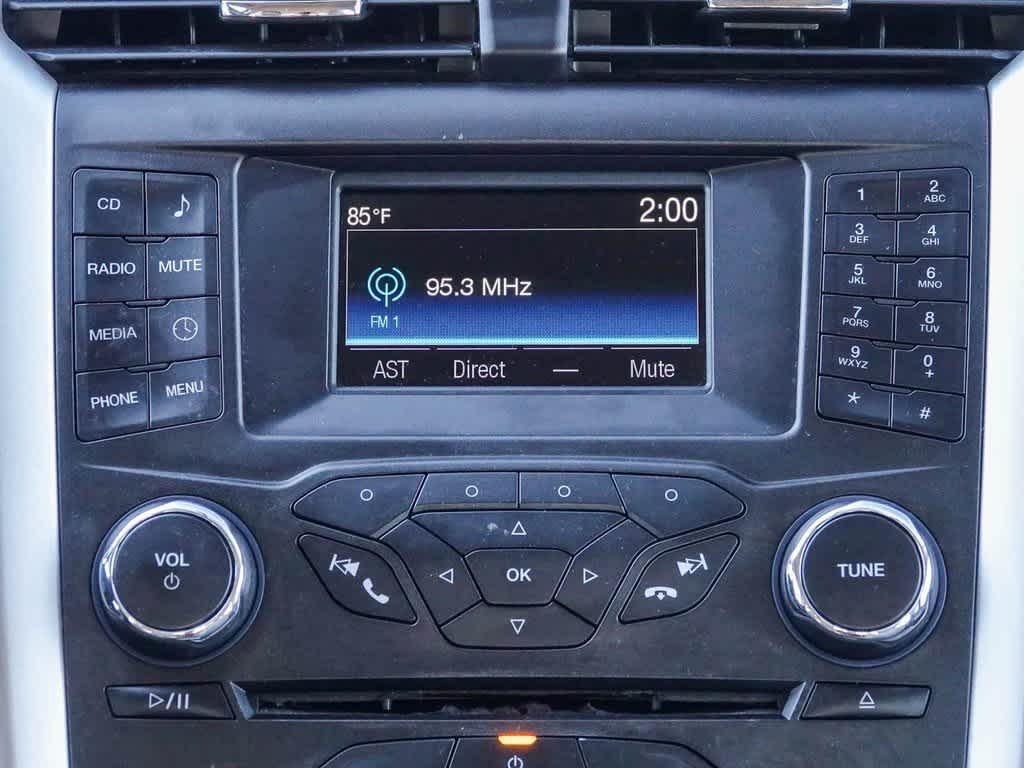 CD
RADIO MUTE
MEDIA
PHONE MENU
85°F 2:00
95.3 MHz
FM 1
AST Direct — Mute
1 2 ABC
3 DEF 4 GHI
5 JKL 6 MNO
7 PQRS 8 TUV
9 WXYZ 0 +
* #
VOL
OK
TUNE